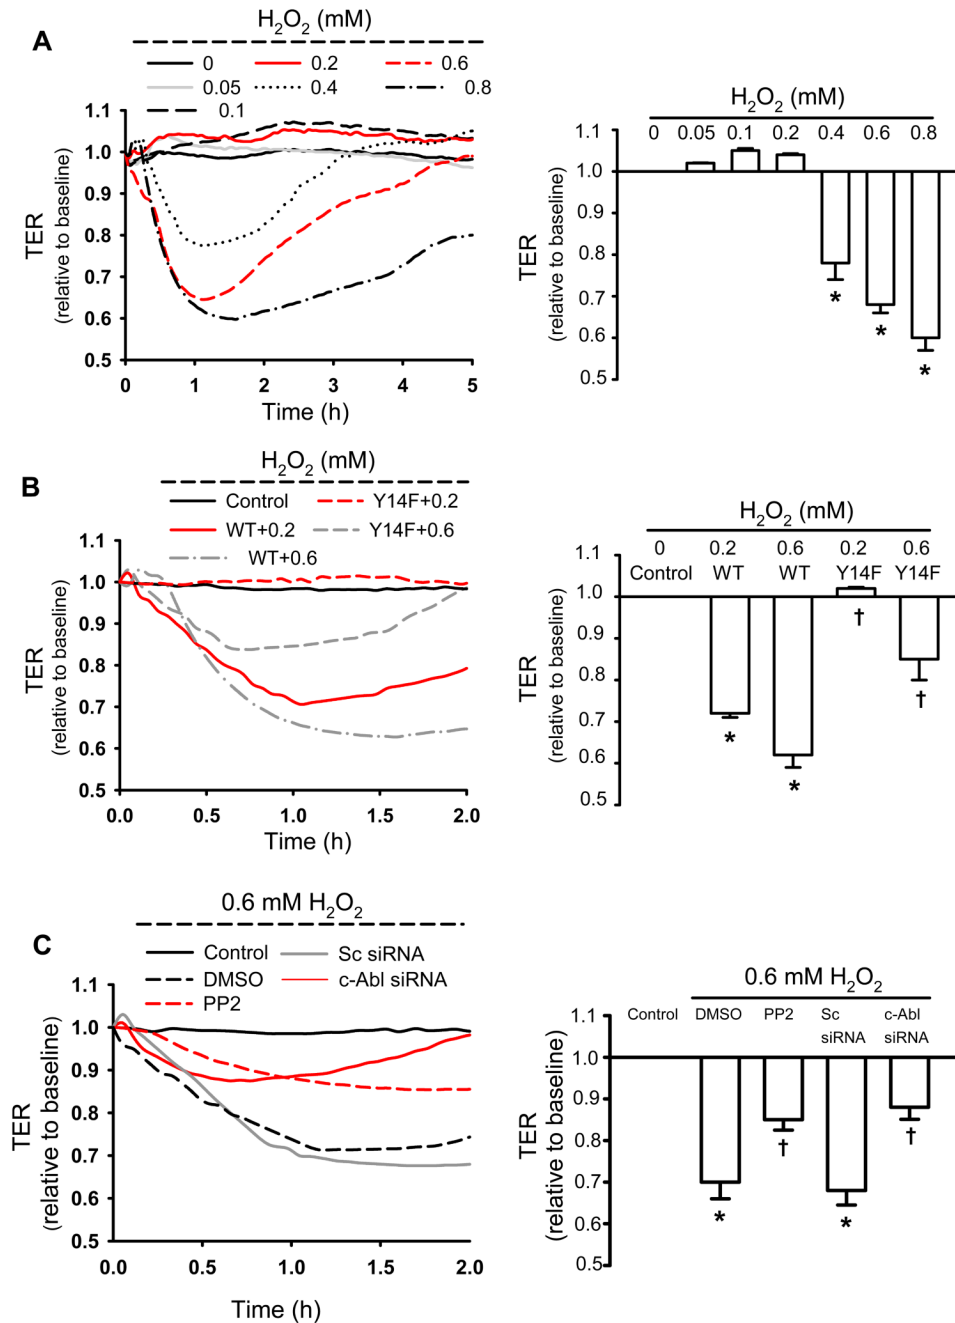 A
H₂O₂ (mM)
0 0.2 0.6
0.05 0.4 0.8
0.1
TER
(relative to baseline)
1.1
1.0
0.9
0.8
0.7
0.6
0.5
0 1 2 3 4 5
Time (h)
H₂O₂ (mM)
0 0.05 0.1 0.2 0.4 0.6 0.8
TER
(relative to baseline)
1.1
1.0
0.9
0.8
0.7
0.6
0.5
* * *
B
H₂O₂ (mM)
Control Y14F+0.2
WT+0.2 Y14F+0.6
WT+0.6
TER
(relative to baseline)
1.1
1.0
0.9
0.8
0.7
0.6
0.5
0.0 0.5 1.0 1.5 2.0
Time (h)
H₂O₂ (mM)
0 0.2 0.6 0.2 0.6
Control WT WT Y14F Y14F
TER
(relative to baseline)
1.1
1.0
0.9
0.8
0.7
0.6
0.5
* * † †
C
0.6 mM H₂O₂
Control Sc siRNA
DMSO c-Abl siRNA
PP2
TER
(relative to baseline)
1.1
1.0
0.9
0.8
0.7
0.6
0.5
0.0 0.5 1.0 1.5 2.0
Time (h)
0.6 mM H₂O₂
Control DMSO PP2 Sc c-Abl
siRNA siRNA
TER
(relative to baseline)
1.1
1.0
0.9
0.8
0.7
0.6
0.5
* † * †